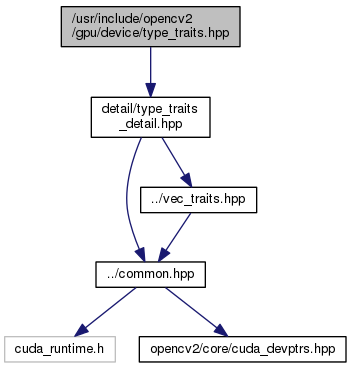 /usr/include/opencv2
/gpu/device/type_traits.hpp
detail/type_traits
_detail.hpp
../vec_traits.hpp
../common.hpp
cuda_runtime.h
opencv2/core/cuda_devptrs.hpp